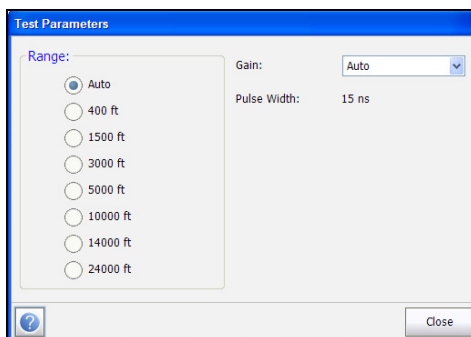 Test Parameters
Range:
Auto
400 ft
1500 ft
3000 ft
5000 ft
10000 ft
14000 ft
24000 ft
Gain: Auto
Pulse Width: 15 ns
?
Close